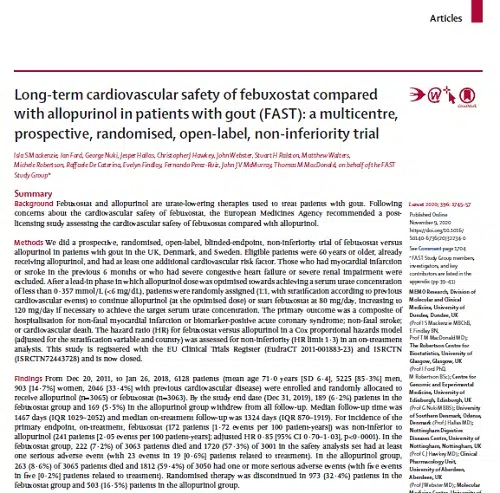 Articles
Long-term cardiovascular safety of febuxostat compared
with allopurinol in patients with gout (FAST): a multicentre,
prospective, randomised, open-label, non-inferiority trial
Isla S Mackenzie, Ian Ford, George Nuki, Jesper Hallas, Christopher J Hawkey, John Webster, Stuart H Ralston, Matthew Walters,
Michele Robertson, Raffaele De Caterina, Evelyn Findlay, Fernando Perez-Ruiz, John J V McMurray, Thomas M MacDonald, on behalf of the FAST
Study Group*
Summary
Background Febuxostat and allopurinol are urate-lowering therapies used to treat patients with gout. Following
concerns about the cardiovascular safety of febuxostat, the European Medicines Agency recommended a post-
licensing study assessing the cardiovascular safety of febuxostat compared with allopurinol.
Methods We did a prospective, randomised, open-label, blinded-endpoint, non-inferiority trial of febuxostat versus
allopurinol in patients with gout in the UK, Denmark, and Sweden. Eligible patients were 60 years or older, already
receiving allopurinol, and had at least one additional cardiovascular risk factor. Those who had myocardial infarction
or stroke in the previous 6 months or who had severe congestive heart failure or severe renal impairment were
excluded. After a lead-in phase in which allopurinol dose was optimised towards achieving a serum urate concentration
of less than 0·357 mmol/L (<6 mg/dL), patients were randomly assigned (1:1, with stratification according to previous
cardiovascular events) to continue allopurinol (at the optimised dose) or start febuxostat at 80 mg/day, increasing to
120 mg/day if necessary to achieve the target serum urate concentration. The primary outcome was a composite of
hospitalisation for non-fatal myocardial infarction or biomarker-positive acute coronary syndrome; non-fatal stroke;
or cardiovascular death. The hazard ratio (HR) for febuxostat versus allopurinol in a Cox proportional hazards model
(adjusted for the stratification variable and country) was assessed for non-inferiority (HR limit 1·3) in an on-treatment
analysis. This study is registered with the EU Clinical Trials Register (EudraCT 2011-001883-23) and ISRCTN
(ISRCTN72443728) and is now closed.
Findings From Dec 20, 2011, to Jan 26, 2018, 6128 patients (mean age 71·0 years [SD 6·4], 5225 [85·3%] men,
903 [14·7%] women, 2046 [33·4%] with previous cardiovascular disease) were enrolled and randomly allocated to
receive allopurinol (n=3065) or febuxostat (n=3063). By the study end date (Dec 31, 2019), 189 (6·2%) patients in the
febuxostat group and 169 (5·5%) in the allopurinol group withdrew from all follow-up. Median follow-up time was
1467 days (IQR 1029–2052) and median on-treatment follow-up was 1324 days (IQR 870–1919). For incidence of the
primary endpoint, on-treatment, febuxostat (172 patients [1·72 events per 100 patient-years]) was non-inferior to
allopurinol (241 patients [2·05 events per 100 patient-years]; adjusted HR 0·85 [95% CI 0·70–1·03], p<0·0001). In the
febuxostat group, 222 (7·2%) of 3063 patients died and 1720 (57·3%) of 3001 in the safety analysis set had at least
one serious adverse event (with 23 events in 19 [0·6%] patients related to treatment). In the allopurinol group,
263 (8·6%) of 3065 patients died and 1812 (59·4%) of 3050 had one or more serious adverse events (with five events
in five [0·2%] patients related to treatment). Randomised therapy was discontinued in 973 (32·4%) patients in the
febuxostat group and 503 (16·5%) patients in the allopurinol group.
CrossMark
Lancet 2020; 396: 1745–57
Published Online
November 9, 2020
https://doi.org/10.1016/
S0140-6736(20)32234-0
See Comment page 1704
*FAST Study Group members,
investigators, and key
contributors are listed in the
MEMO Research, Division of
Molecular and Clinical
Medicine, University of
Dundee, Dundee, UK
(Prof I S Mackenzie MBChB,
E Findlay BN,
Prof T M MacDonald MD);
The Robertson Centre for
Biostatistics, University of
Glasgow, Glasgow, UK
(Prof I Ford PhD,
M Robertson BSc); Centre for
Genomic and Experimental
Medicine, University of
Edinburgh, Edinburgh, UK
(Prof G Nuki MBBS); University
of Southern Denmark, Odense,
Denmark (Prof J Hallas MD);
Nottingham Digestive
Diseases Centre, University of
Nottingham, Nottingham, UK
(Prof C J Hawkey MD); Clinical
Pharmacology Unit,
University of Aberdeen,
Aberdeen, UK
(Prof J Webster MD); Molecular